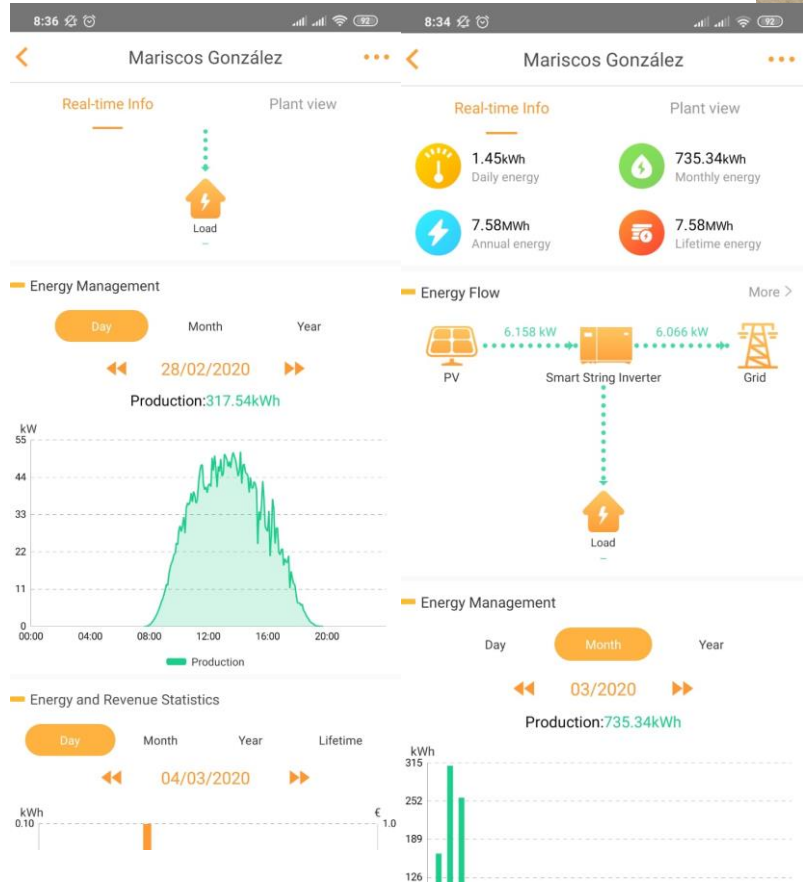 8:36
92
Mariscos González
Real-time Info
Plant view
Load
Energy Management
Day
Month
Year
28/02/2020
Production:317.54kWh
kW
55
44
33
22
11
0
00:00
04:00
08:00
12:00
16:00
20:00
Production
Energy and Revenue Statistics
Day
Month
Year
Lifetime
04/03/2020
kWh
€
0.10
1.0
8:34
92
Mariscos González
Real-time Info
Plant view
1.45kWh
Daily energy
735.34kWh
Monthly energy
7.58MWh
Annual energy
7.58MWh
Lifetime energy
Energy Flow
More >
6.158 kW
6.066 kW
PV
Smart String Inverter
Grid
Load
Energy Management
Day
Month
Year
03/2020
Production:735.34kWh
kWh
315
252
189
126